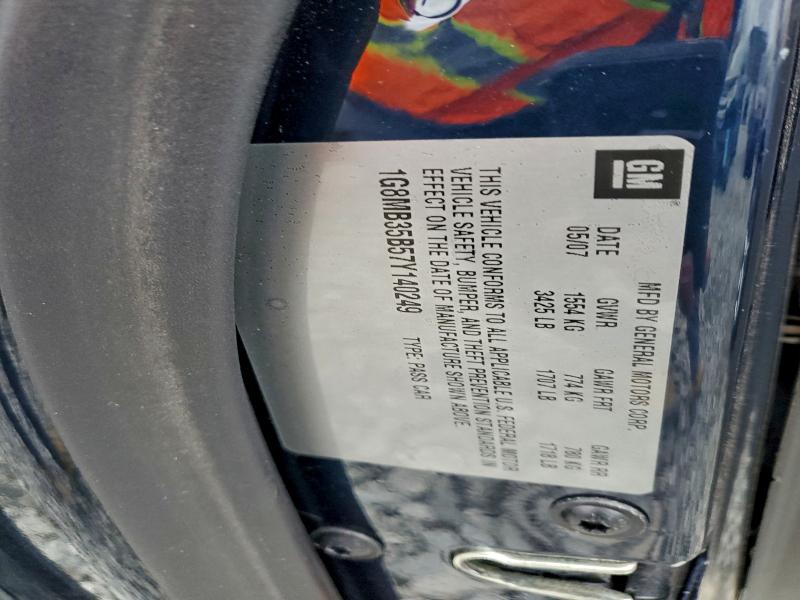 GM
MFD BY GENERAL MOTORS CORP.
DATE GVWR GAWR FRT GAWR RR
05/07 1554 KG 774 KG 780 KG
3425 LB 1707 LB 1718 LB
THIS VEHICLE CONFORMS TO ALL APPLICABLE U.S. FEDERAL MOTOR
VEHICLE SAFETY, BUMPER, AND THEFT PREVENTION STANDARDS IN
EFFECT ON THE DATE OF MANUFACTURE SHOWN ABOVE.
1G8MB35B57Y140249 TYPE: PASS CAR